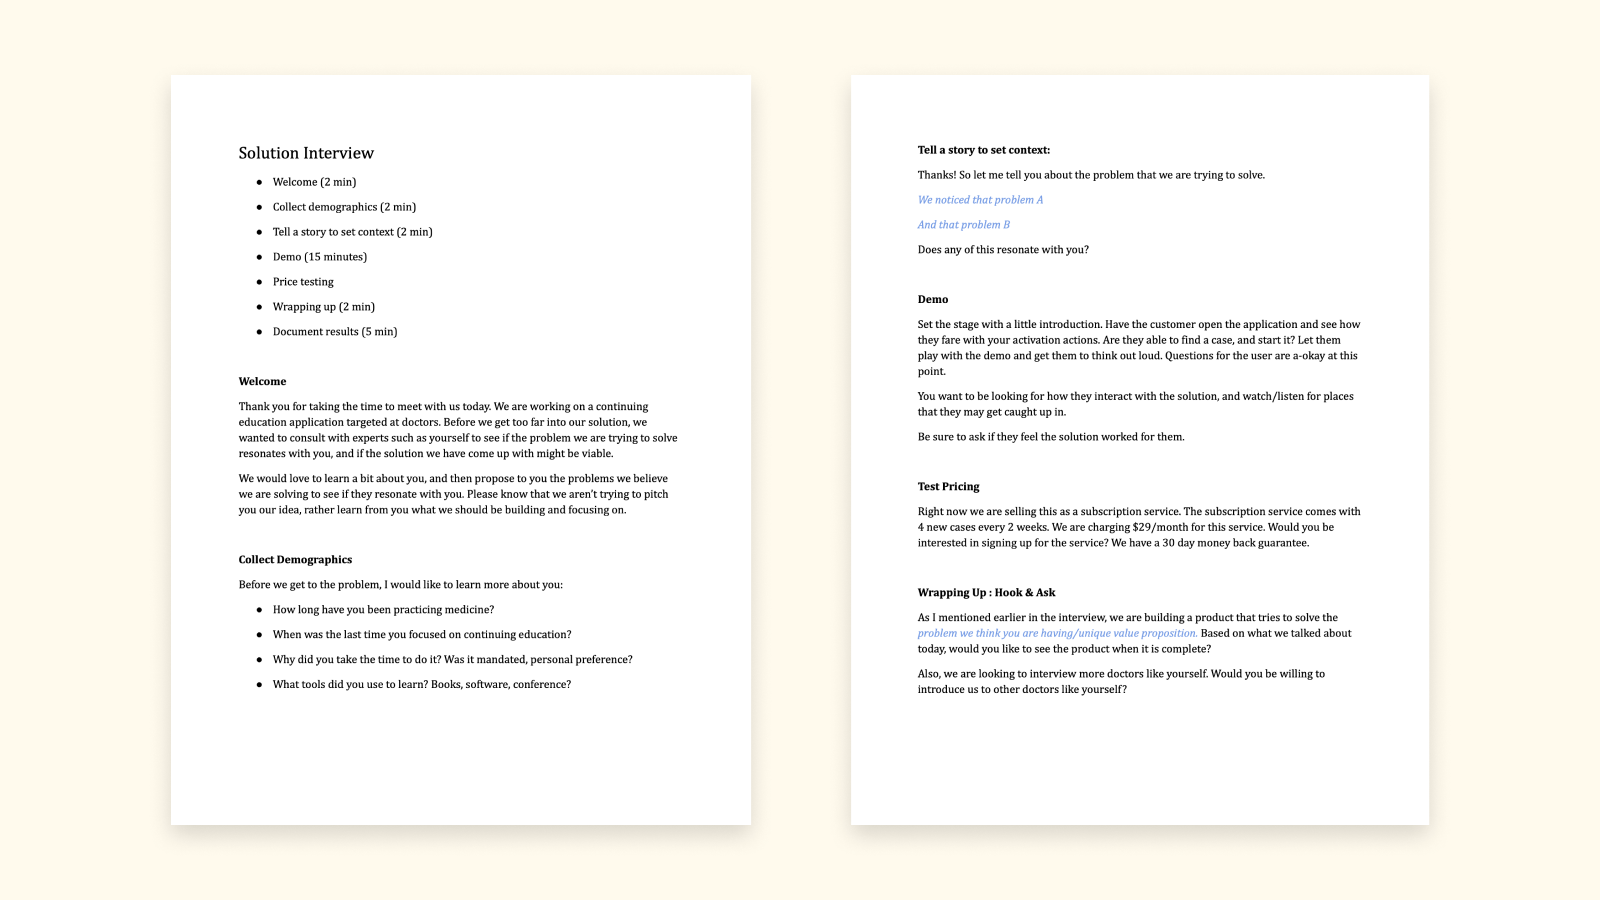 Solution Interview
● Welcome (2 min)
● Collect demographics (2 min)
● Tell a story to set context (2 min)
● Demo (15 minutes)
● Price testing
● Wrapping up (2 min)
● Document results (5 min)
Welcome
Thank you for taking the time to meet with us today. We are working on a continuing
education application targeted at doctors. Before we get too far into our solution, we
wanted to consult with experts such as yourself to see if the problem we are trying to solve
resonates with you, and if the solution we have come up with might be viable.
We would love to learn a bit about you, and then propose to you the problems we believe
we are solving to see if they resonate with you. Please know that we aren't trying to pitch
you our idea, rather learn from you what we should be building and focusing on.
Collect Demographics
Before we get to the problem, I would like to learn more about you:
● How long have you been practicing medicine?
● When was the last time you focused on continuing education?
● Why did you take the time to do it? Was it mandated, personal preference?
● What tools did you use to learn? Books, software, conference?
Tell a story to set context:
Thanks! So let me tell you about the problem that we are trying to solve.
We noticed that problem A
And that problem B
Does any of this resonate with you?
Demo
Set the stage with a little introduction. Have the customer open the application and see how
they fare with your activation actions. Are they able to find a case, and start it? Let them
play with the demo and get them to think out loud. Questions for the user are a-okay at this
point.
You want to be looking for how they interact with the solution, and watch/listen for places
that they may get caught up in.
Be sure to ask if they feel the solution worked for them.
Test Pricing
Right now we are selling this as a subscription service. The subscription service comes with
4 new cases every 2 weeks. We are charging $29/month for this service. Would you be
interested in signing up for the service? We have a 30 day money back guarantee.
Wrapping Up : Hook & Ask
As I mentioned earlier in the interview, we are building a product that tries to solve the
problem we think you are having/unique value proposition. Based on what we talked about
today, would you like to see the product when it is complete?
Also, we are looking to interview more doctors like yourself. Would you be willing to
introduce us to other doctors like yourself?